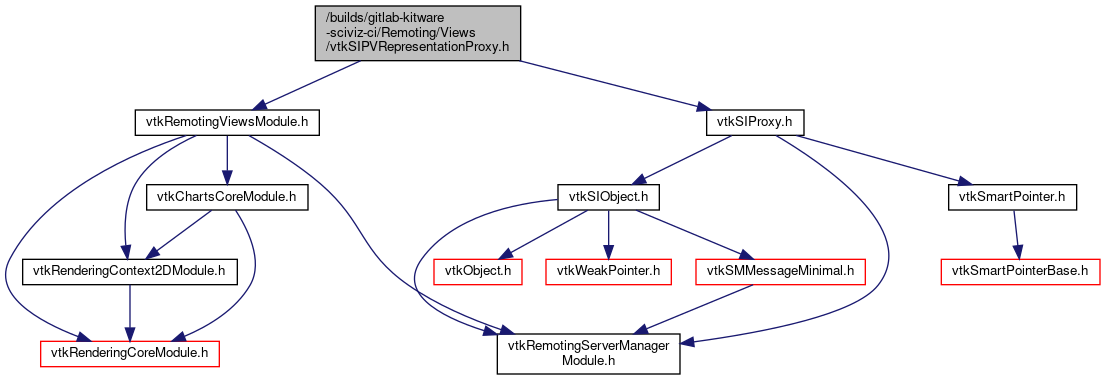 /builds/gitlab-kitware
-sciviz-ci/Remoting/Views
/vtkSIPVRepresentationProxy.h
vtkRemotingViewsModule.h
vtkSIProxy.h
vtkChartsCoreModule.h
vtkSIObject.h
vtkSmartPointer.h
vtkRenderingContext2DModule.h
vtkObject.h
vtkWeakPointer.h
vtkSMMessageMinimal.h
vtkSmartPointerBase.h
vtkRenderingCoreModule.h
vtkRemotingServerManager
Module.h